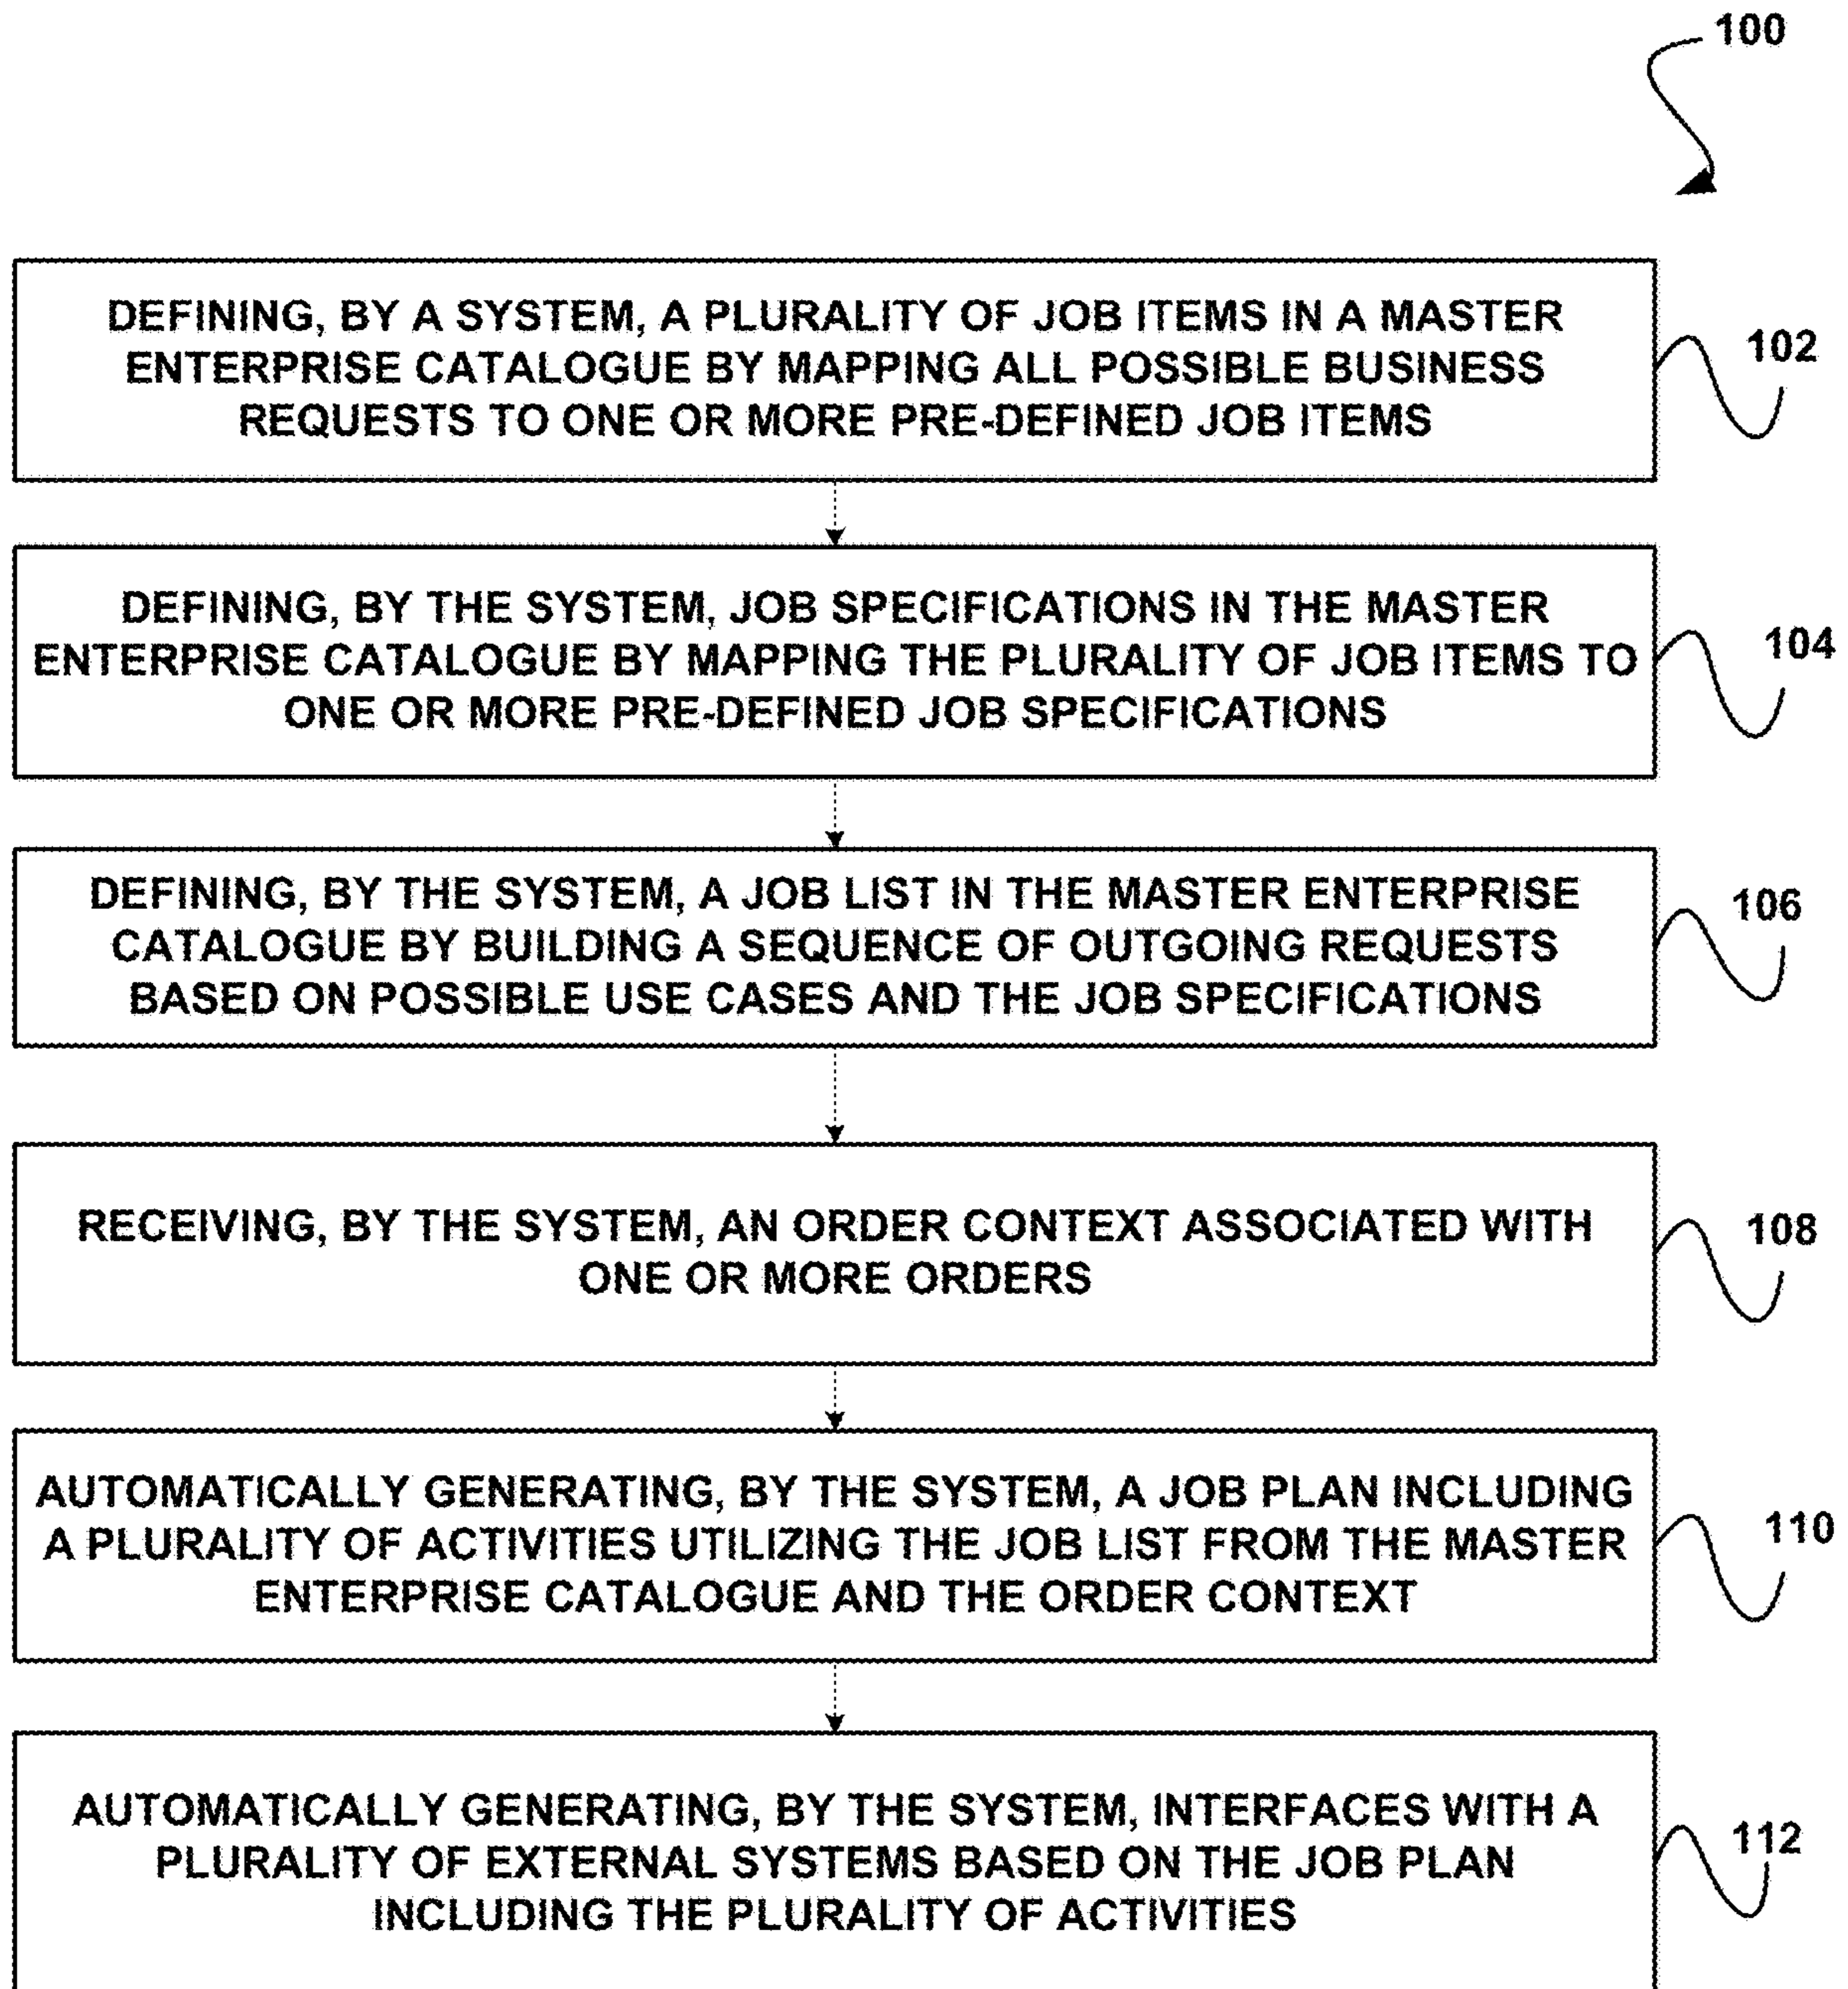 100
DEFINING, BY A SYSTEM, A PLURALITY OF JOB ITEMS IN A MASTER
ENTERPRISE CATALOGUE BY MAPPING ALL POSSIBLE BUSINESS
REQUESTS TO ONE OR MORE PRE-DEFINED JOB ITEMS
102
DEFINING, BY THE SYSTEM, JOB SPECIFICATIONS IN THE MASTER
ENTERPRISE CATALOGUE BY MAPPING THE PLURALITY OF JOB ITEMS TO
ONE OR MORE PRE-DEFINED JOB SPECIFICATIONS
104
DEFINING, BY THE SYSTEM, A JOB LIST IN THE MASTER ENTERPRISE
CATALOGUE BY BUILDING A SEQUENCE OF OUTGOING REQUESTS
BASED ON POSSIBLE USE CASES AND THE JOB SPECIFICATIONS
106
RECEIVING, BY THE SYSTEM, AN ORDER CONTEXT ASSOCIATED WITH
ONE OR MORE ORDERS
108
AUTOMATICALLY GENERATING, BY THE SYSTEM, A JOB PLAN INCLUDING
A PLURALITY OF ACTIVITIES UTILIZING THE JOB LIST FROM THE MASTER
ENTERPRISE CATALOGUE AND THE ORDER CONTEXT
110
AUTOMATICALLY GENERATING, BY THE SYSTEM, INTERFACES WITH A
PLURALITY OF EXTERNAL SYSTEMS BASED ON THE JOB PLAN
INCLUDING THE PLURALITY OF ACTIVITIES
112